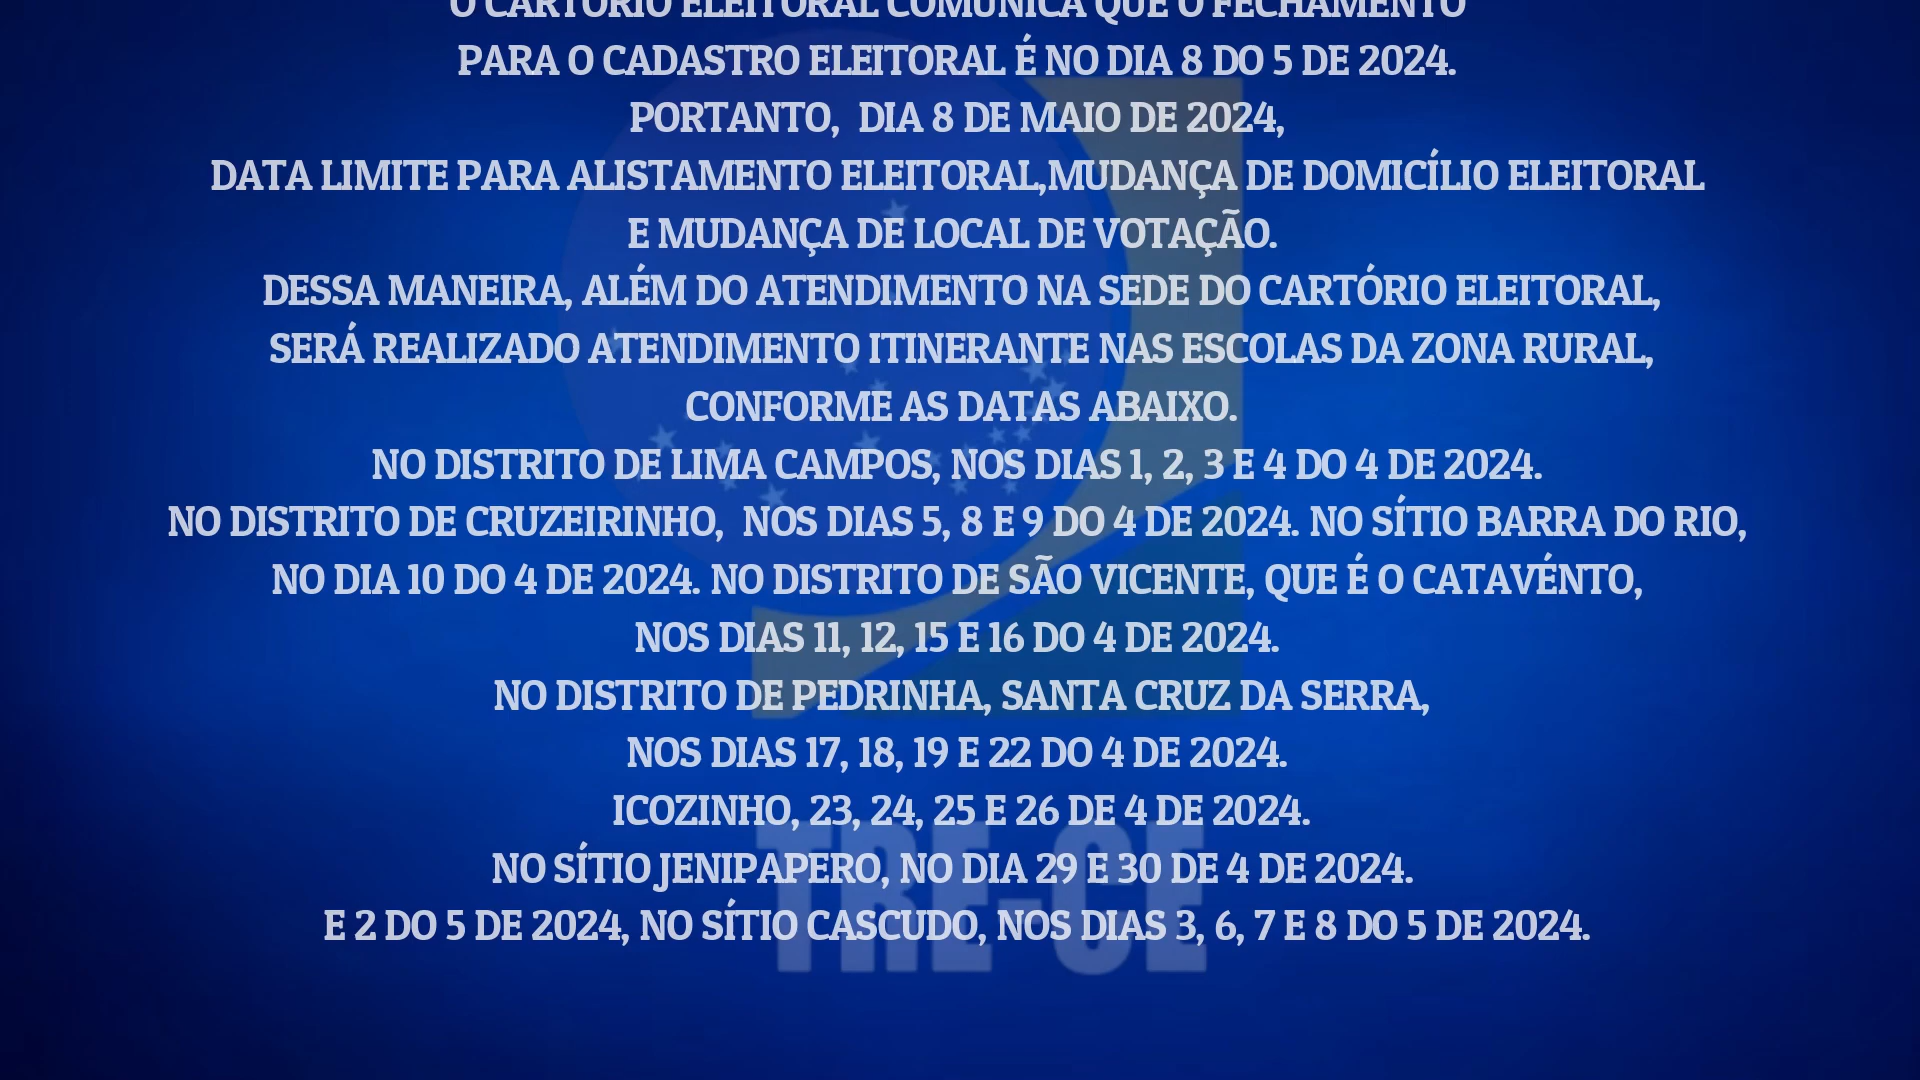 O CARTÓRIO ELEITORAL COMUNICA QUE O FECHAMENTO
PARA O CADASTRO ELEITORAL É NO DIA 8 DO 5 DE 2024.
PORTANTO, DIA 8 DE MAIO DE 2024,
DATA LIMITE PARA ALISTAMENTO ELEITORAL,MUDANÇA DE DOMICÍLIO ELEITORAL
E MUDANÇA DE LOCAL DE VOTAÇÃO.
DESSA MANEIRA, ALÉM DO ATENDIMENTO NA SEDE DO CARTÓRIO ELEITORAL,
SERÁ REALIZADO ATENDIMENTO ITINERANTE NAS ESCOLAS DA ZONA RURAL,
CONFORME AS DATAS ABAIXO.
NO DISTRITO DE LIMA CAMPOS, NOS DIAS 1, 2, 3 E 4 DO 4 DE 2024.
NO DISTRITO DE CRUZEIRINHO, NOS DIAS 5, 8 E 9 DO 4 DE 2024. NO SÍTIO BARRA DO RIO,
NO DIA 10 DO 4 DE 2024. NO DISTRITO DE SÃO VICENTE, QUE É O CATAVÉNTO,
NOS DIAS 11, 12, 15 E 16 DO 4 DE 2024.
NO DISTRITO DE PEDRINHA, SANTA CRUZ DA SERRA,
NOS DIAS 17, 18, 19 E 22 DO 4 DE 2024.
ICOZINHO, 23, 24, 25 E 26 DE 4 DE 2024.
NO SÍTIO JENIPAPERO, NO DIA 29 E 30 DE 4 DE 2024.
E 2 DO 5 DE 2024, NO SÍTIO CASCUDO, NOS DIAS 3, 6, 7 E 8 DO 5 DE 2024.
TRE-CE